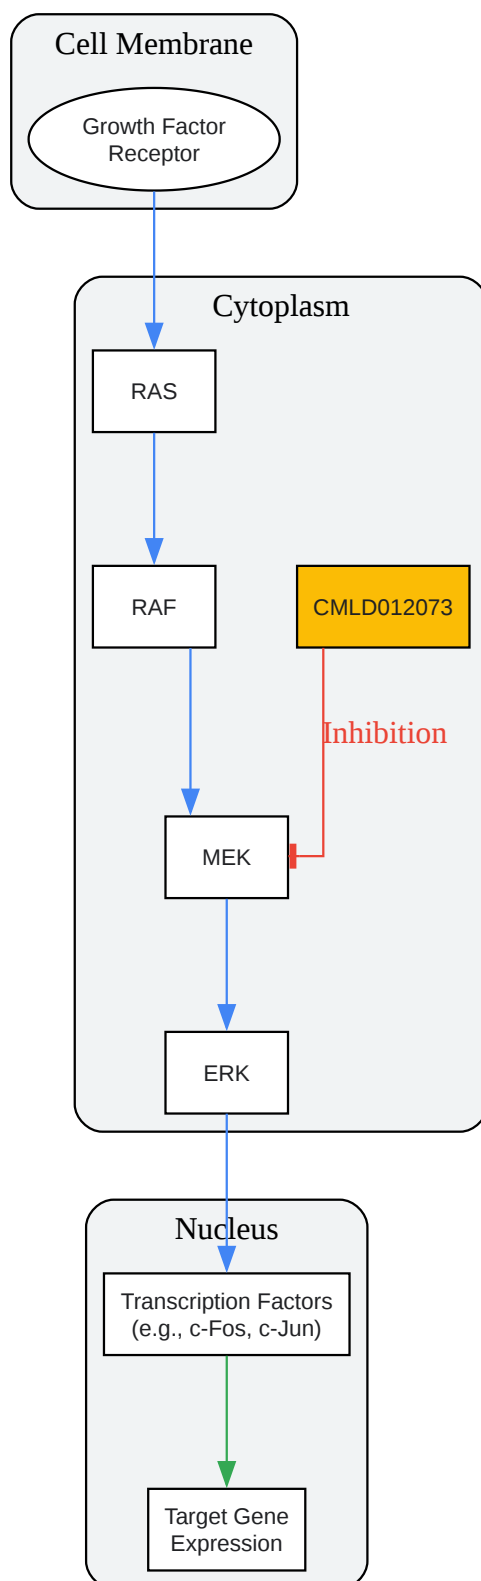 Cell Membrane
Growth Factor
Receptor
Cytoplasm
RAS
RAF
CMLD012073
Inhibition
MEK
ERK
Nucleus
Transcription Factors
(e.g., c-Fos, c-Jun)
Target Gene
Expression